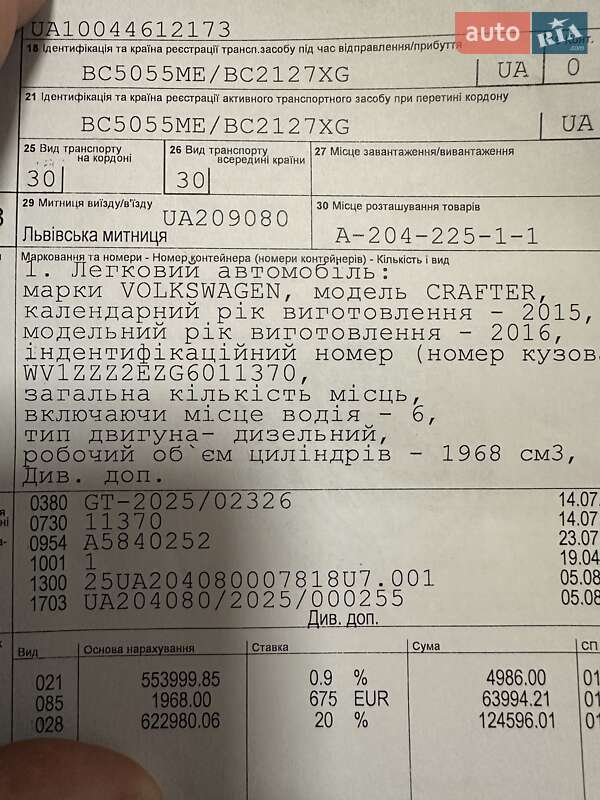 UA10044612173
auto RIA .com
18 Ідентифікація та країна реєстрації трансп.засобу під час відправлення/прибуття
BC5055ME/BC2127XG UA 0
21 Ідентифікація та країна реєстрації активного транспортного засобу при перетині кордону
BC5055ME/BC2127XG UA
25 Вид транспорту на кордоні 26 Вид транспорту всередині країни 27 Місце завантаження/вивантаження
30 30
29 Митниця виїзду/в'їзду UA209080 30 Місце розташування товарів
Львівська митниця A-204-225-1-1
Маркования та номери - Номер контейнера (номери контейнерів) - Кількість і вид
1. Легковий автомобіль:
марки VOLKSWAGEN, модель CRAFTER,
календарний рік виготовлення - 2015,
модельний рік виготовлення - 2016,
індентифікаційний номер (номер кузова
WV1ZZZ2EZG6011370,
загальна кількість місць,
включаючи місце водія - 6,
тип двигуна- дизельний,
робочий об`єм циліндрів - 1968 см3,
Див. доп.
0380 GT-2025/02326 14.07.
0730 11370 14.07
0954 A5840252 23.07
1001 1 19.04
1300 25UA204080007818U7.001 05.08
1703 UA204080/2025/000255 05.08
Див. доп.
Вид Основа нарахування Ставка Сума СП
021 553999.85 0.9 % 4986.00 01
085 1968.00 675 EUR 63994.21 01
028 622980.06 20 % 124596.01 01